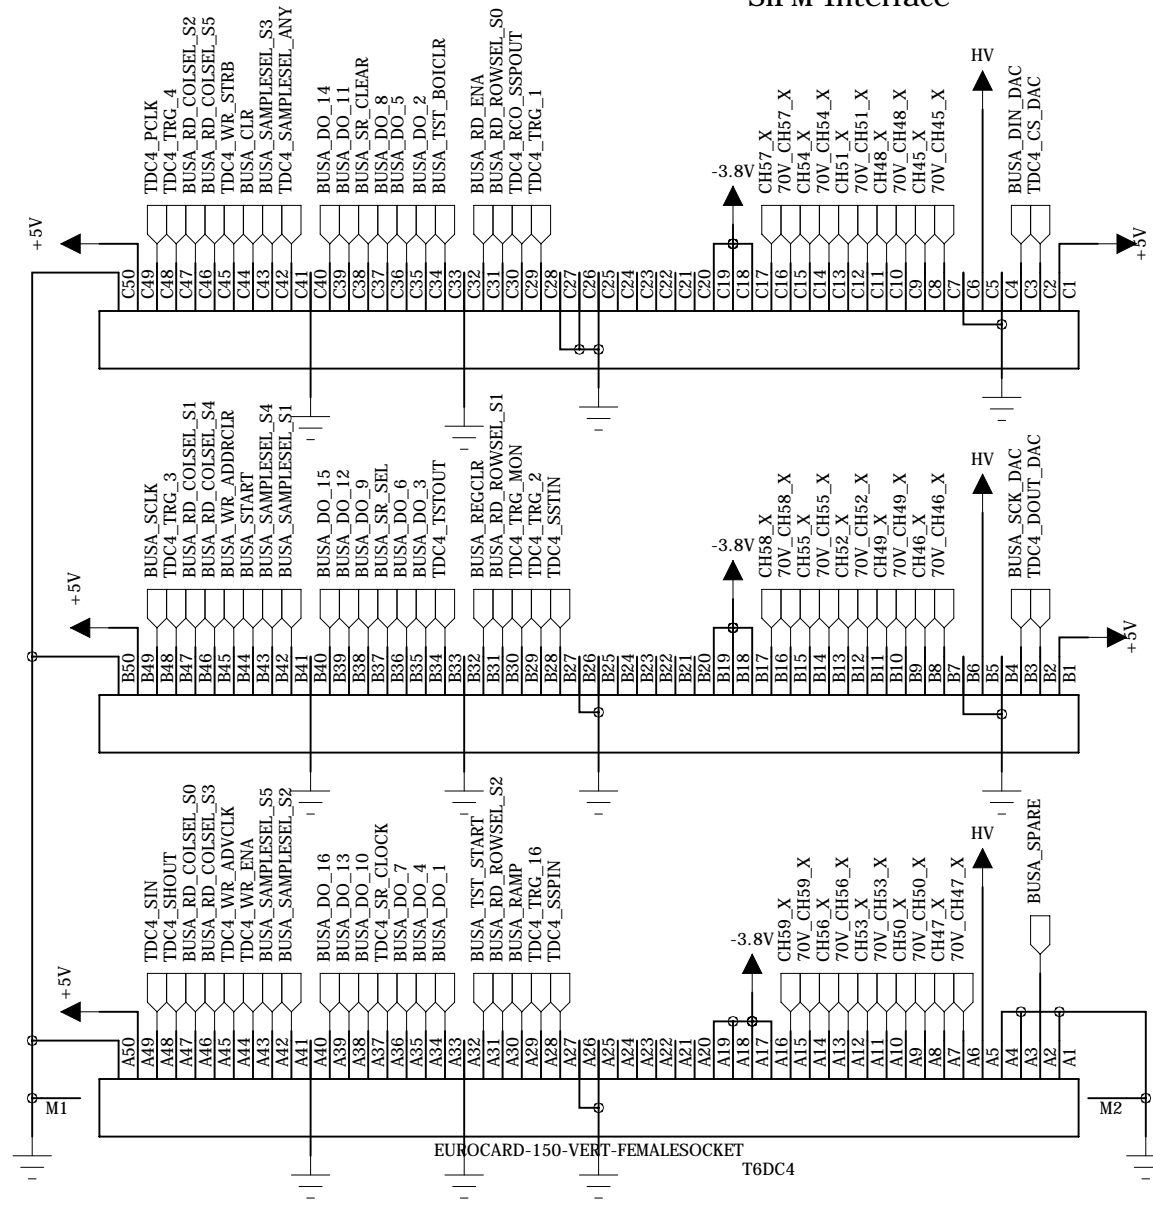 SiPM Interface
+5V
TDC4_PCLK
TDC4_TRG_4
BUSA_RD_COLSEL_S2
BUSA_RD_COLSEL_S5
TDC4_WR_STRB
BUSA_CLR
BUSA_SAMPLESEL_S3
TDC4_SAMPLESEL_ANY
BUSA_DO_14
BUSA_DO_11
BUSA_SR_CLEAR
BUSA_DO_8
BUSA_DO_5
BUSA_DO_2
BUSA_TST_BOICLR
BUSA_RD_ENA
BUSA_RD_ROWSEL_S0
TDC4_RCO_SSPOUT
TDC4_TRG_1
-3.8V
CH57_X
70V_CH57_X
CH54_X
70V_CH54_X
CH51_X
70V_CH51_X
CH48_X
70V_CH48_X
CH45_X
70V_CH45_X
HV
BUSA_DIN_DAC
TDC4_CS_DAC
+5V
C50
C49
C48
C47
C46
C45
C44
C43
C42
C41
C40
C39
C38
C37
C36
C35
C34
C33
C32
C31
C30
C29
C28
C27
C26
C25
C24
C23
C22
C21
C20
C19
C18
C17
C16
C15
C14
C13
C12
C11
C10
C9
C8
C7
C6
C5
C4
C3
C2
C1
+5V
BUSA_SCLK
TDC4_TRG_3
BUSA_RD_COLSEL_S1
BUSA_RD_COLSEL_S4
BUSA_WR_ADDRCLR
BUSA_START
BUSA_SAMPLESEL_S4
BUSA_SAMPLESEL_S1
BUSA_DO_15
BUSA_DO_12
BUSA_DO_9
BUSA_SR_SEL
BUSA_DO_6
BUSA_DO_3
TDC4_TSTOUT
BUSA_REGCLR
BUSA_RD_ROWSEL_S1
TDC4_TRG_MON
TDC4_TRG_2
TDC4_SSTIN
-3.8V
CH58_X
70V_CH58_X
CH55_X
70V_CH55_X
CH52_X
70V_CH52_X
CH49_X
70V_CH49_X
CH46_X
70V_CH46_X
HV
BUSA_SCK_DAC
TDC4_DOUT_DAC
+5V
B50
B49
B48
B47
B46
B45
B44
B43
B42
B41
B40
B39
B38
B37
B36
B35
B34
B33
B32
B31
B30
B29
B28
B27
B26
B25
B24
B23
B22
B21
B20
B19
B18
B17
B16
B15
B14
B13
B12
B11
B10
B9
B8
B7
B6
B5
B4
B3
B2
B1
+5V
TDC4_SIN
TDC4_SHOUT
BUSA_RD_COLSEL_S0
BUSA_RD_COLSEL_S3
TDC4_WR_ADVCLK
TDC4_WR_ENA
BUSA_SAMPLESEL_S5
BUSA_SAMPLESEL_S2
BUSA_DO_16
BUSA_DO_13
BUSA_DO_10
TDC4_SR_CLOCK
BUSA_DO_7
BUSA_DO_4
BUSA_DO_1
BUSA_TST_START
BUSA_RD_ROWSEL_S2
BUSA_RAMP
TDC4_TRG_16
TDC4_SSPIN
-3.8V
CH59_X
70V_CH59_X
CH56_X
70V_CH56_X
CH53_X
70V_CH53_X
CH50_X
70V_CH50_X
CH47_X
70V_CH47_X
HV
BUSA_SPARE
A50
A49
A48
A47
A46
A45
A44
A43
A42
A41
A40
A39
A38
A37
A36
A35
A34
A33
A32
A31
A30
A29
A28
A27
A26
A25
A24
A23
A22
A21
A20
A19
A18
A17
A16
A15
A14
A13
A12
A11
A10
A9
A8
A7
A6
A5
A4
A3
A2
A1
M1
M2
EUROCARD-150-VERT-FEMALESOCKET
T6DC4